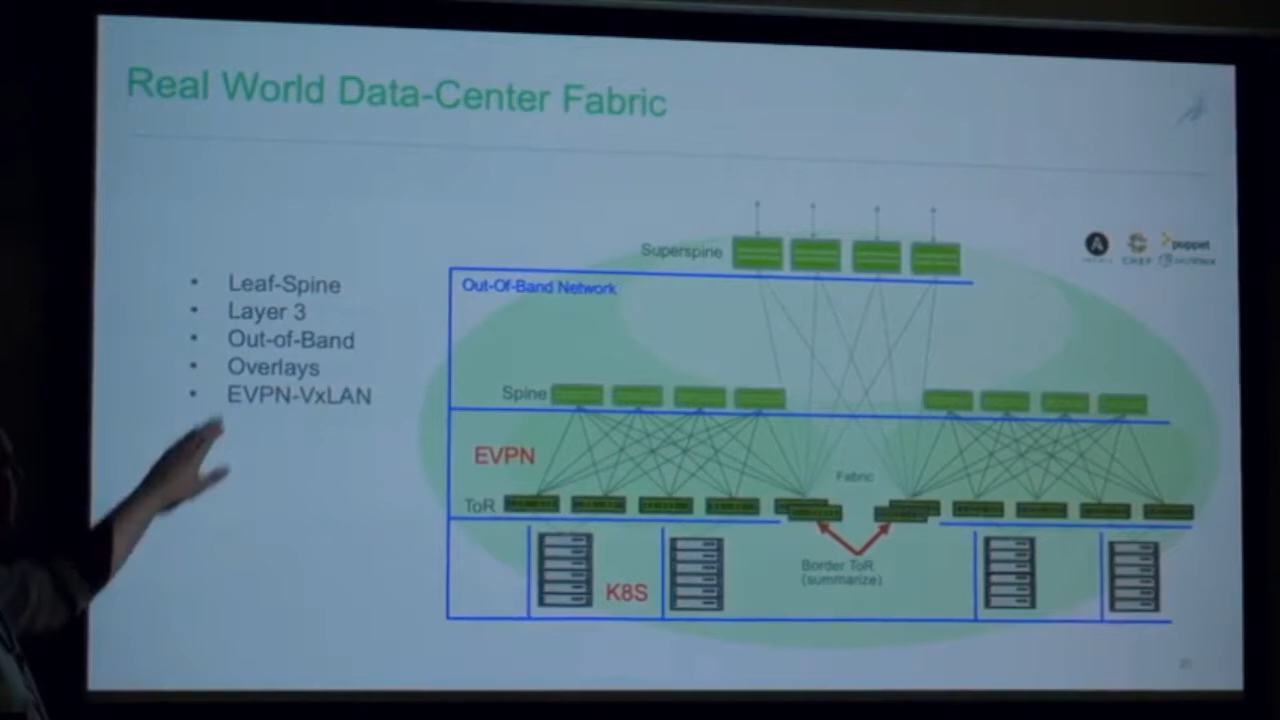 Real World Data-Center Fabric
Leaf-Spine
Layer 3
Out-of-Band
Overlays
EVPN-VxLAN
Superspine
Out-Of-Band Network
Spine
EVPN
Fabric
ToR
Border ToR
(summarize)
K8S
A
CHEF
puppet